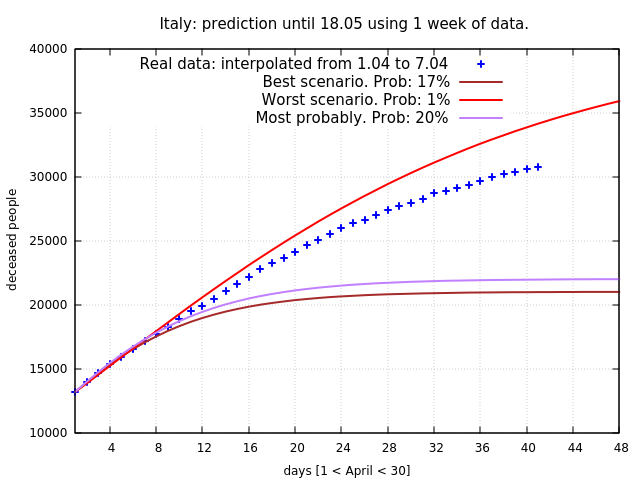 Italy: prediction until 18.05 using 1 week of data.
40000
35000
30000
25000
20000
15000
10000
deceased people
Real data: interpolated from 1.04 to 7.04
Best scenario. Prob: 17%
Worst scenario. Prob: 1%
Most probably. Prob: 20%
4 8 12 16 20 24 28 32 36 40 44 48
days [1 < April < 30]